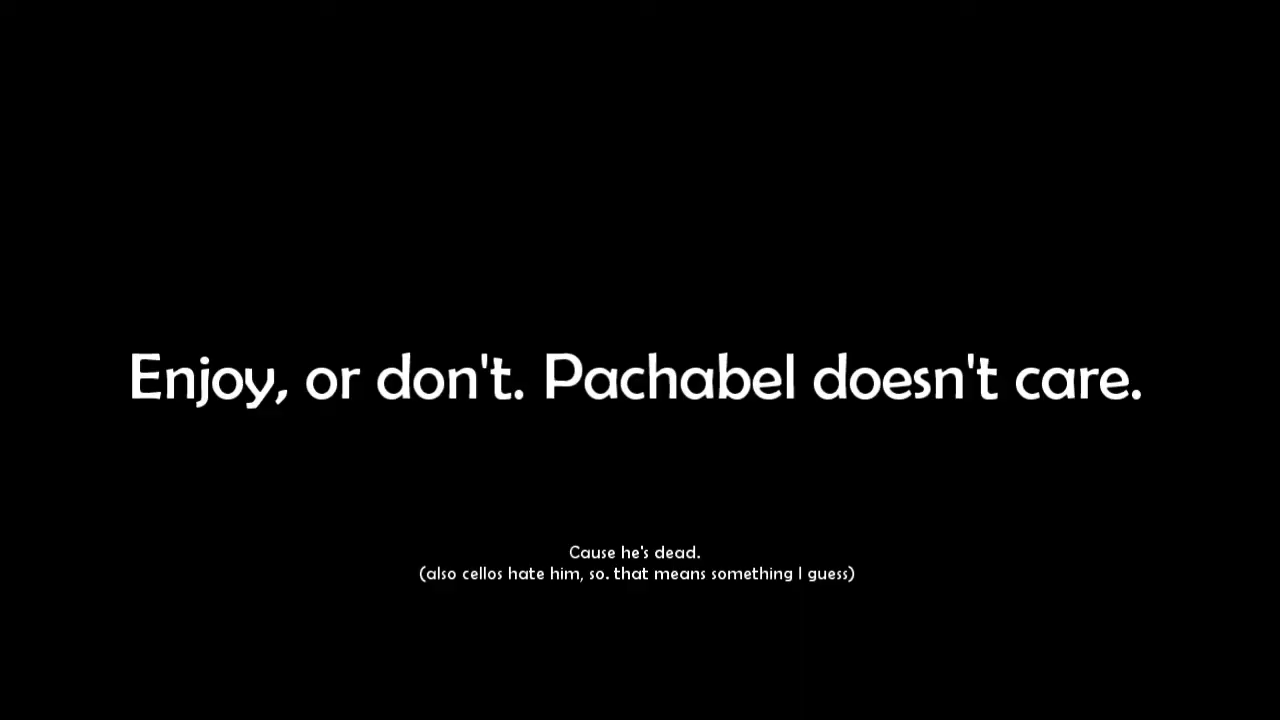 Enjoy, or don't. Pachabel doesn't care.
Cause he's dead.
(also cellos hate him, so. that means something I guess)